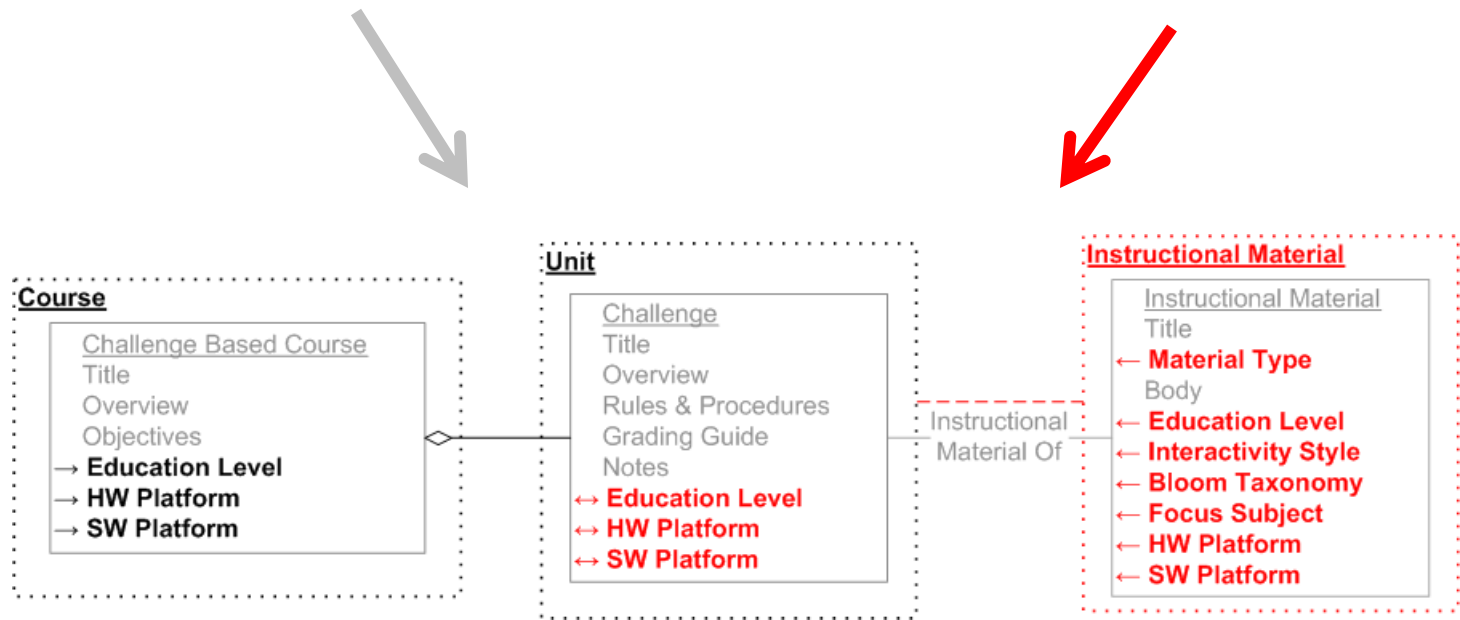 Course
Challenge Based Course
Title
Overview
Objectives
→ Education Level
→ HW Platform
→ SW Platform
Unit
Challenge
Title
Overview
Rules & Procedures
Grading Guide
Notes
↔ Education Level
↔ HW Platform
↔ SW Platform
Instructional
Material Of
Instructional Material
Instructional Material
Title
← Material Type
Body
← Education Level
← Interactivity Style
← Bloom Taxonomy
← Focus Subject
← HW Platform
← SW Platform